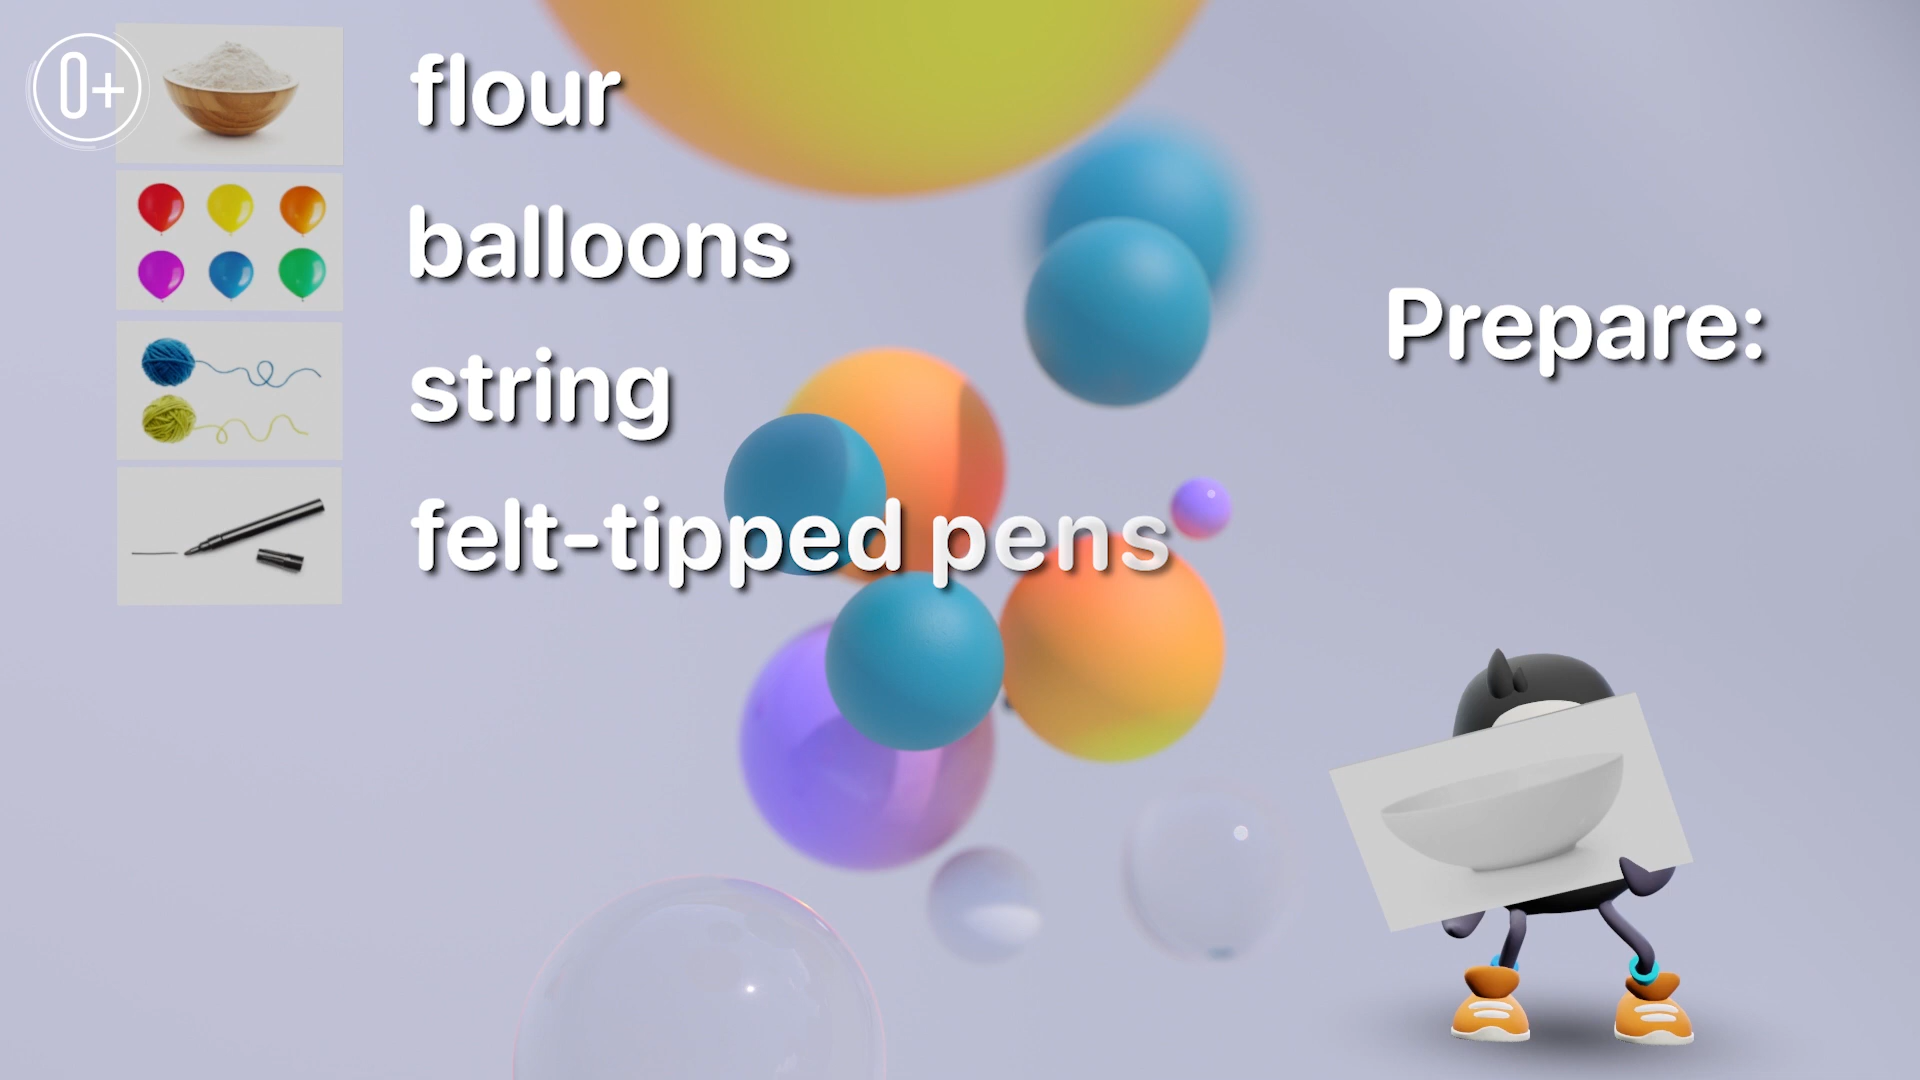 0+
flour
balloons
string
felt-tipped pens
Prepare: